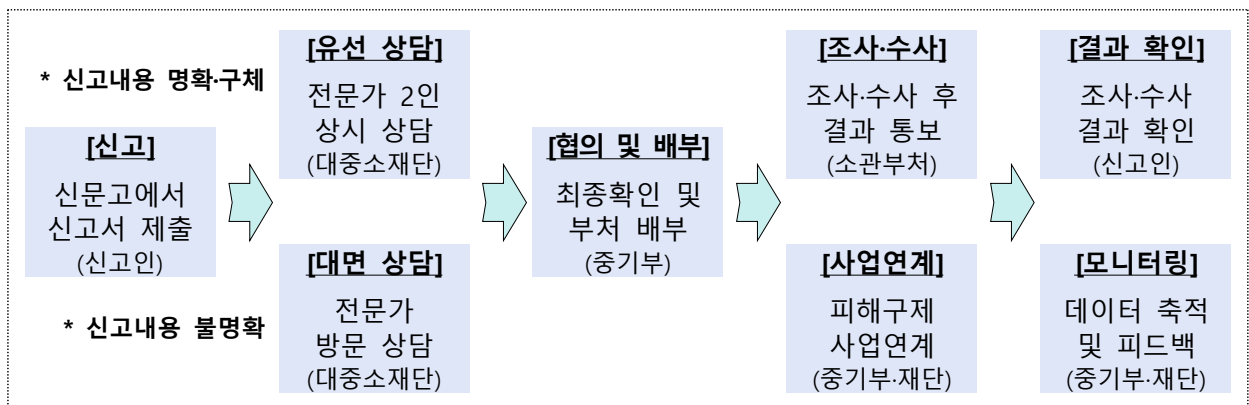 * 신고내용 명확·구체
[신고]
신문고에서
신고서 제출
(신고인)
* 신고내용 불명확
[유선 상담]
전문가 2인
상시 상담
(대중소재단)
[대면 상담]
전문가
방문 상담
(대중소재단)
[협의 및 배부]
최종확인 및
부처 배부
(중기부)
[조사·수사]
조사·수사 후
결과 통보
(소관부처)
[사업연계]
피해구제
사업연계
(중기부·재단)
[결과 확인]
조사·수사
결과 확인
(신고인)
[모니터링]
데이터 축적
및 피드백
(중기부·재단)